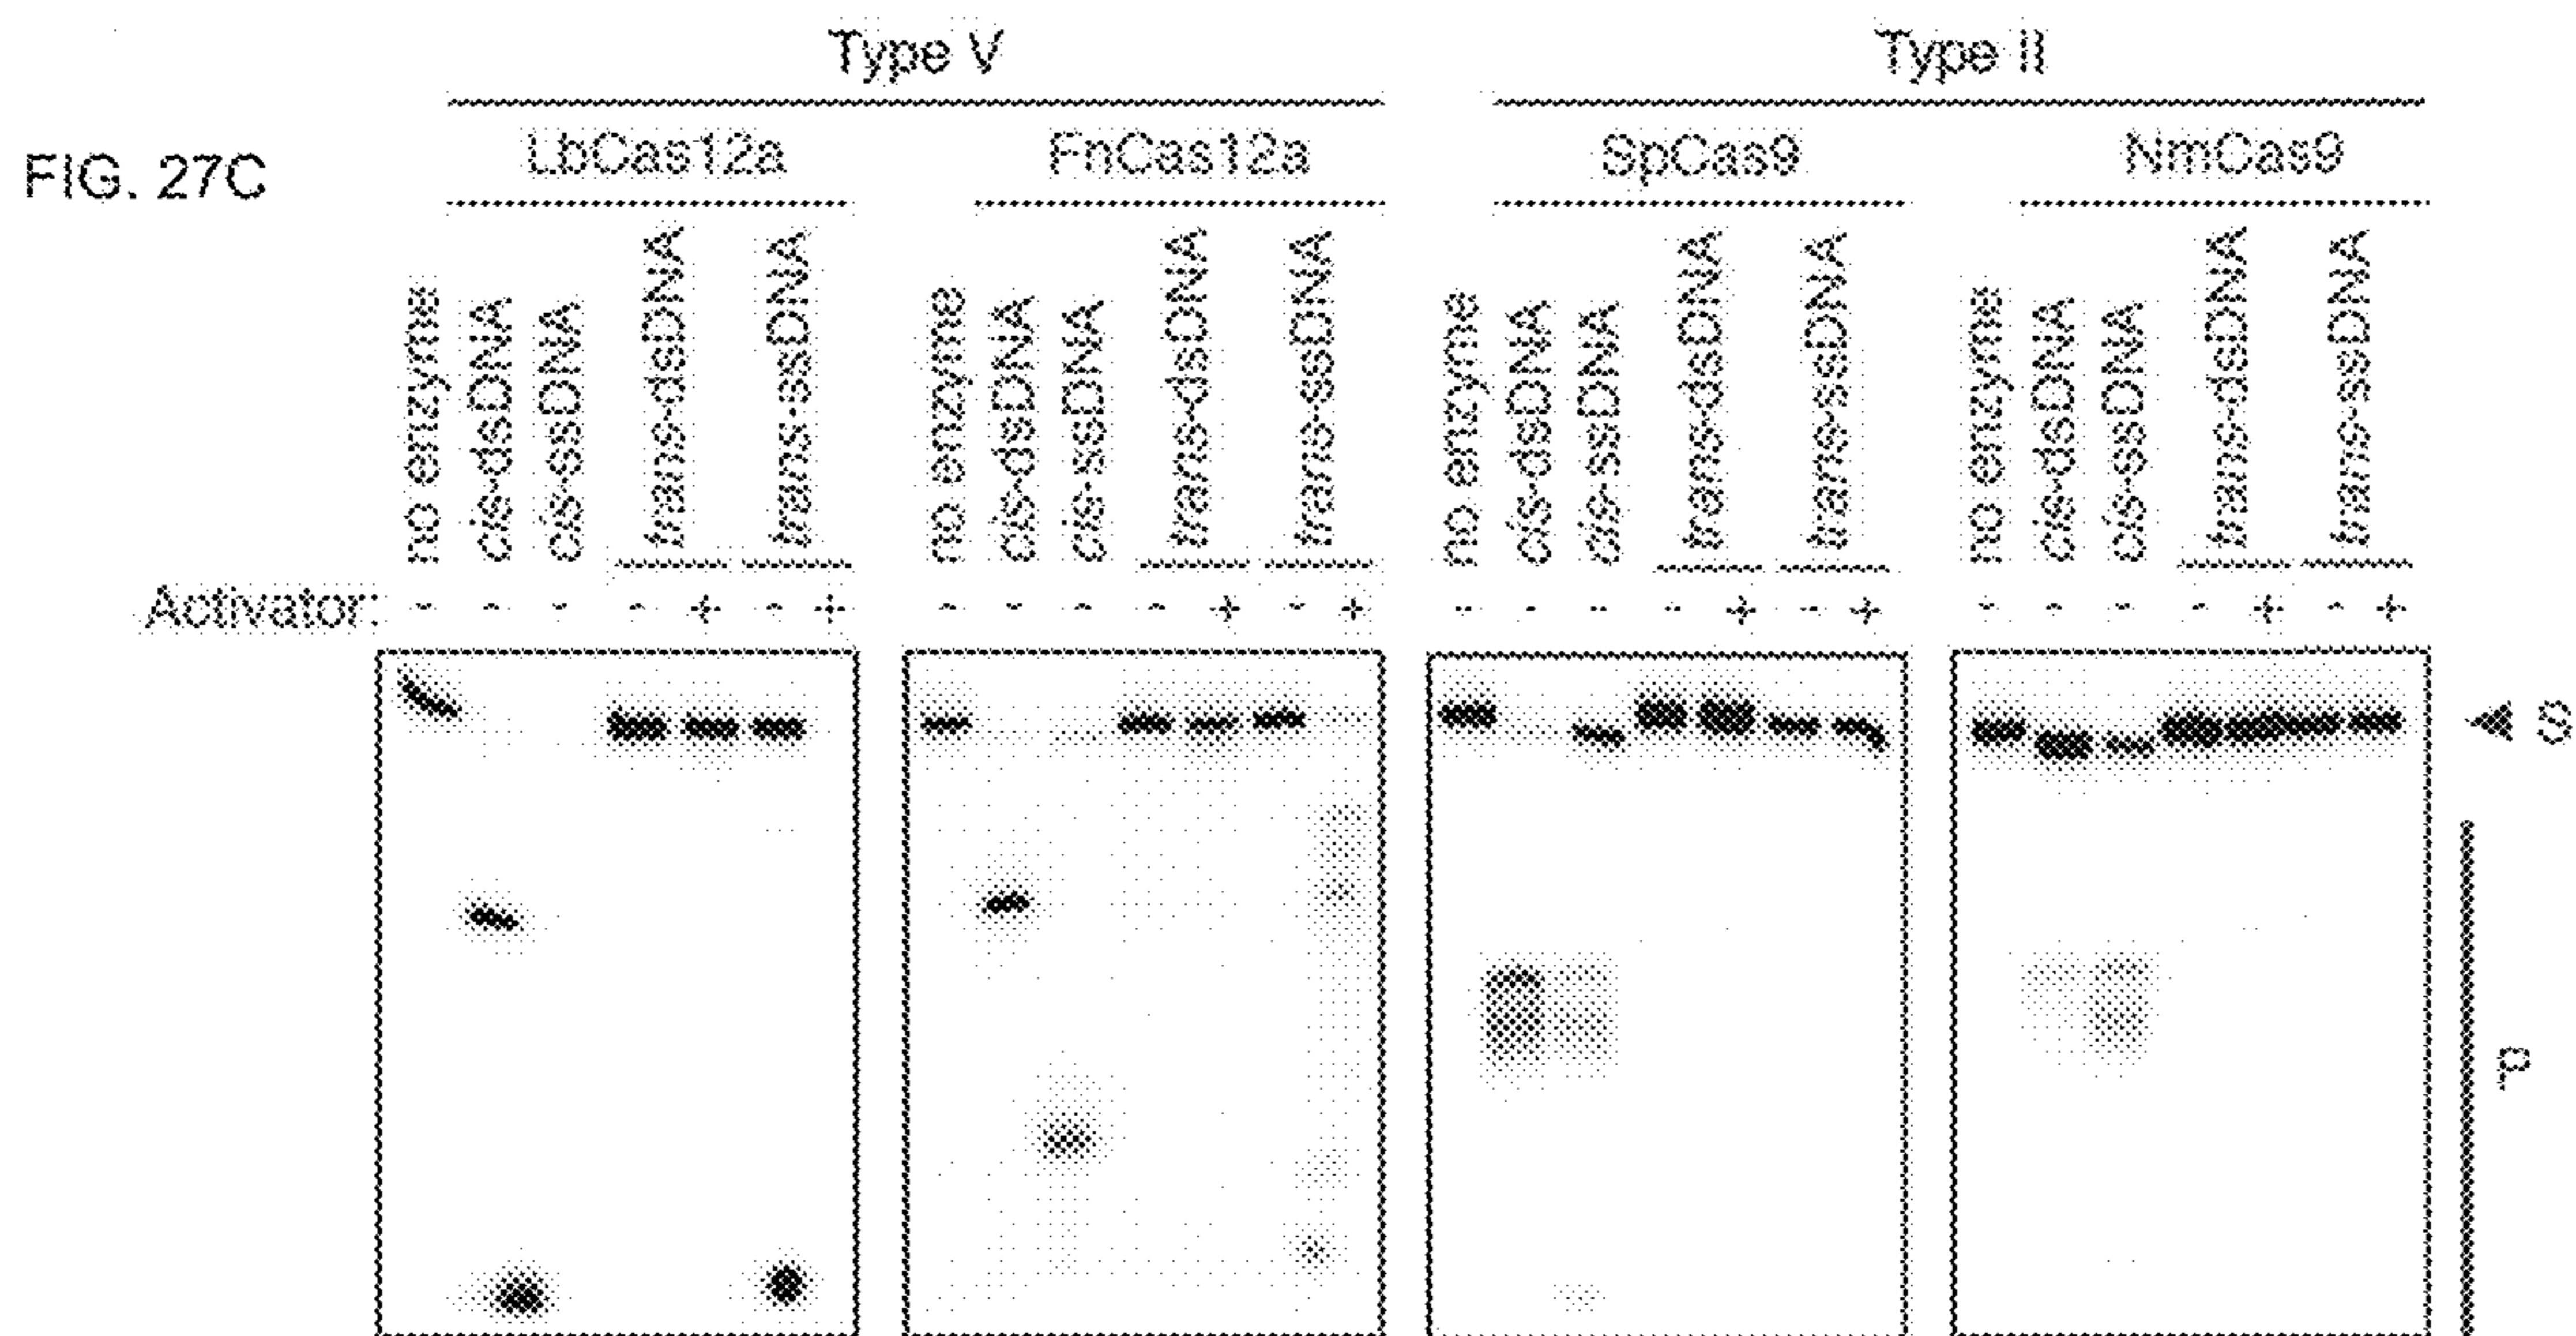 Type V Type II
FIG. 27C LbCas12a FnCas12a SpCas9 NmCas9
no enzyme cis-dsDNA cis-ssDNA trans-dsDNA trans-ssDNA no enzyme cis-dsDNA cis-ssDNA trans-dsDNA trans-ssDNA no enzyme cis-dsDNA cis-ssDNA trans-dsDNA trans-ssDNA no enzyme cis-dsDNA cis-ssDNA trans-dsDNA trans-ssDNA
Activator: - - - - + - + - - - - + - + - - - - + - + - - - - + - +
S
P